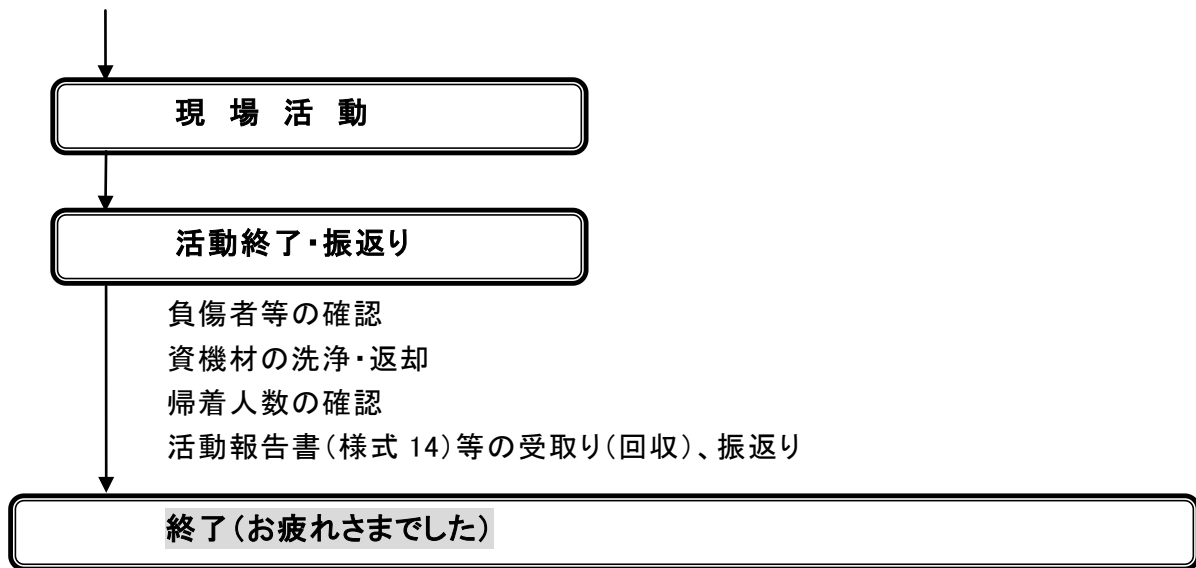 現 場 活 動
活動終了・振返り
負傷者等の確認
資機材の洗浄・返却
帰着人数の確認
活動報告書(様式 14)等の受取り(回収)、振返り
終了(お疲れさまでした)